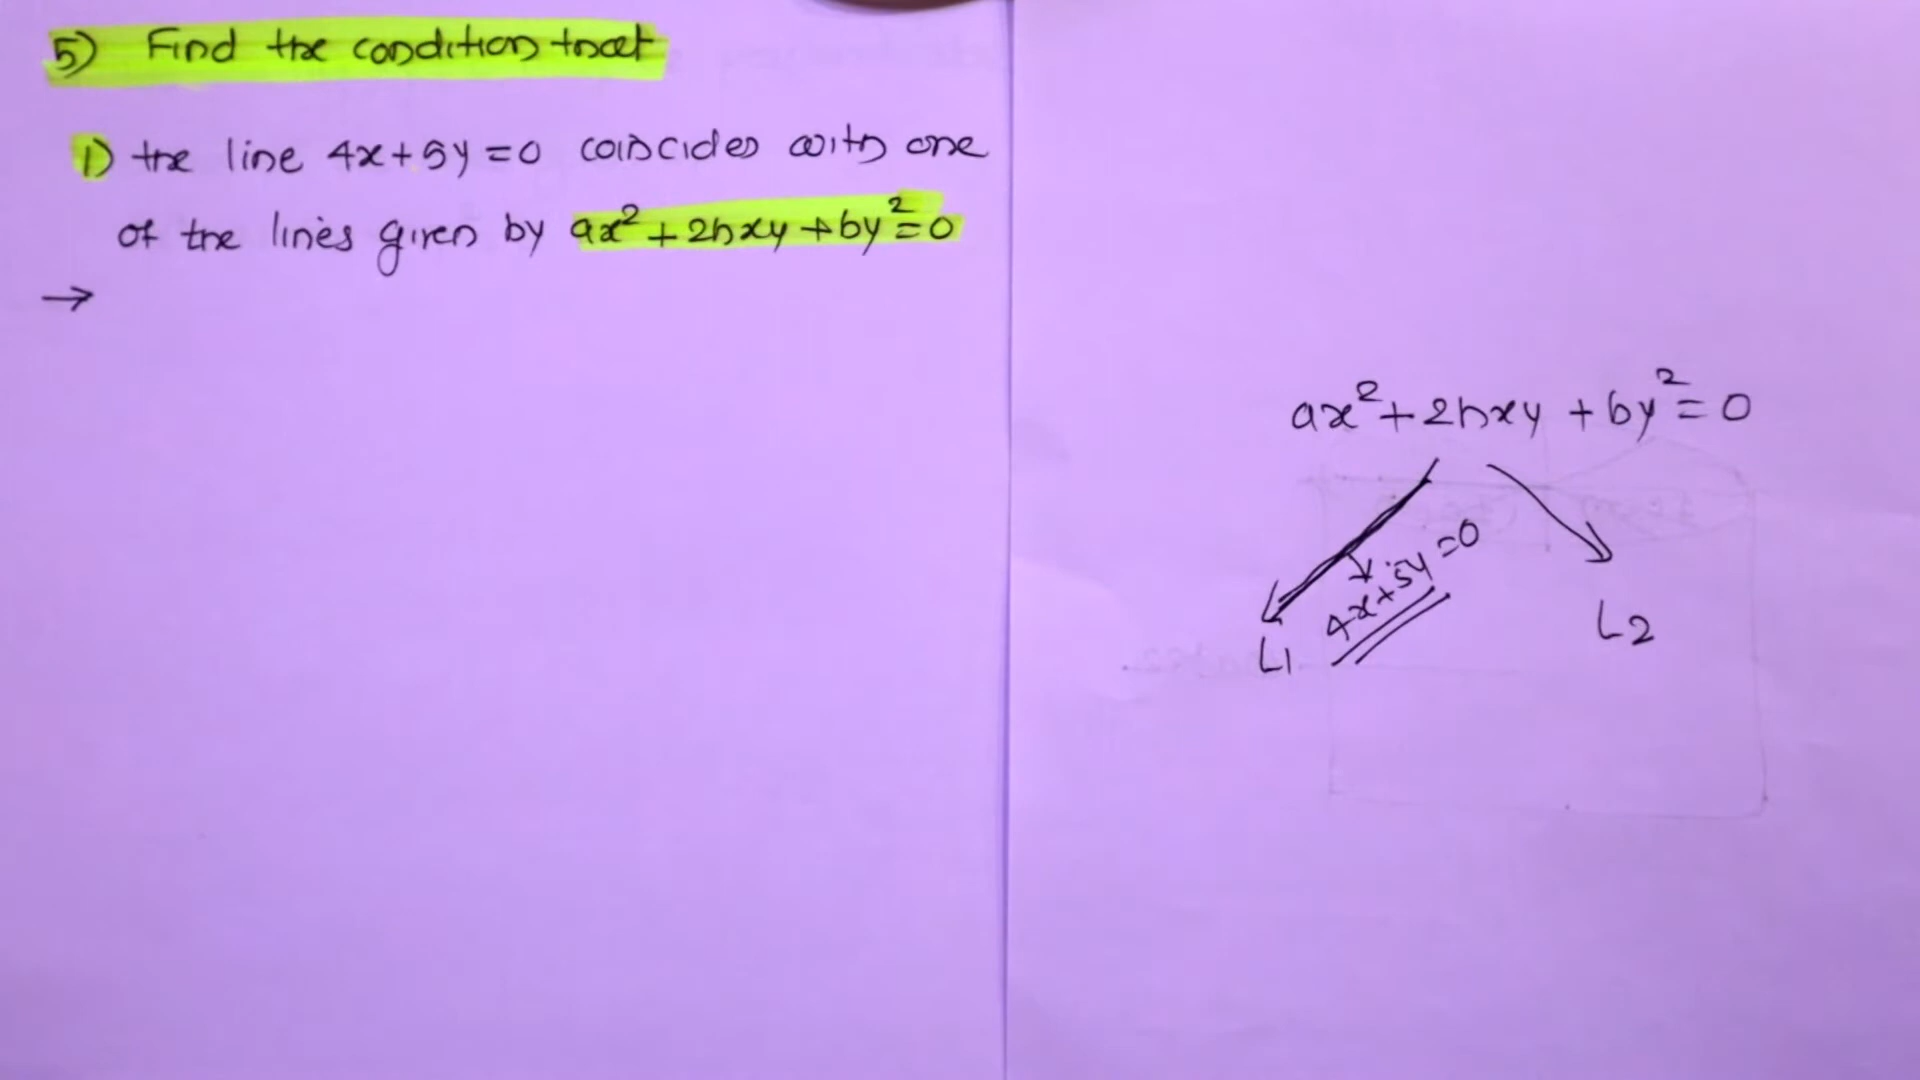 5) Find the condition that
1) the line 4x+5y=0 coincides with one
of the lines given by ax²+2hxy+by²=0
→
ax²+2hxy+by²=0
4x+5y=0
L1
L2